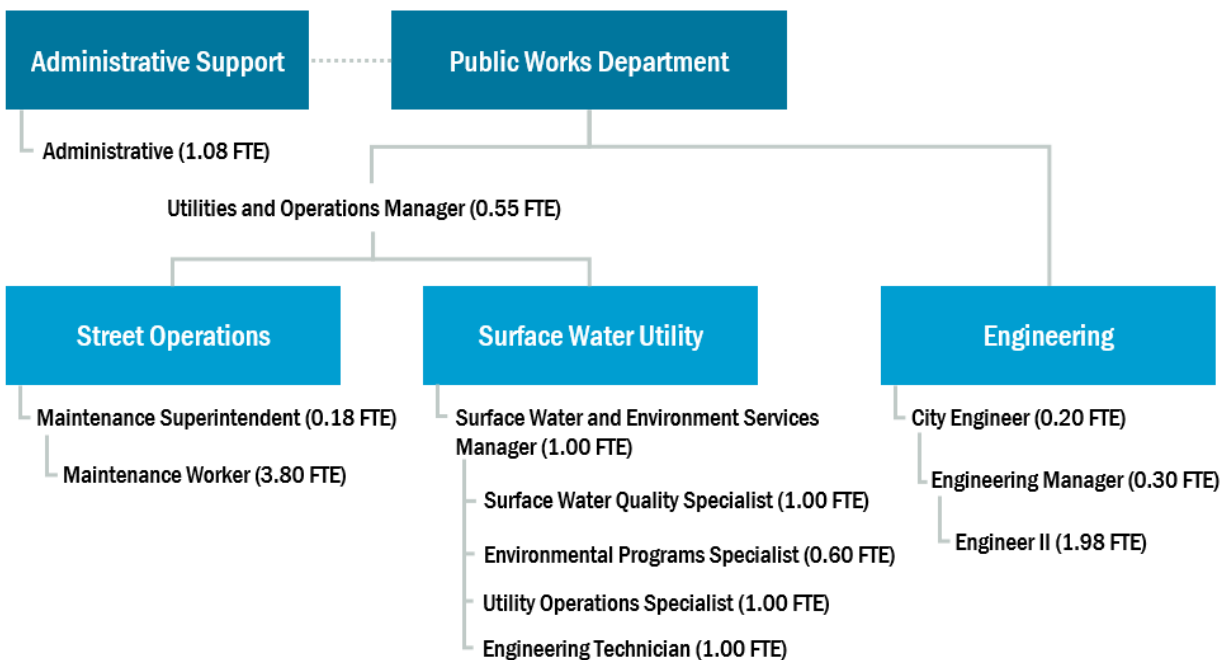 Administrative Support
Public Works Department
Administrative (1.08 FTE)
Utilities and Operations Manager (0.55 FTE)
Street Operations
Surface Water Utility
Engineering
Maintenance Superintendent (0.18 FTE)
Maintenance Worker (3.80 FTE)
Surface Water and Environment Services
Manager (1.00 FTE)
Surface Water Quality Specialist (1.00 FTE)
Environmental Programs Specialist (0.60 FTE)
Utility Operations Specialist (1.00 FTE)
Engineering Technician (1.00 FTE)
City Engineer (0.20 FTE)
Engineering Manager (0.30 FTE)
Engineer II (1.98 FTE)